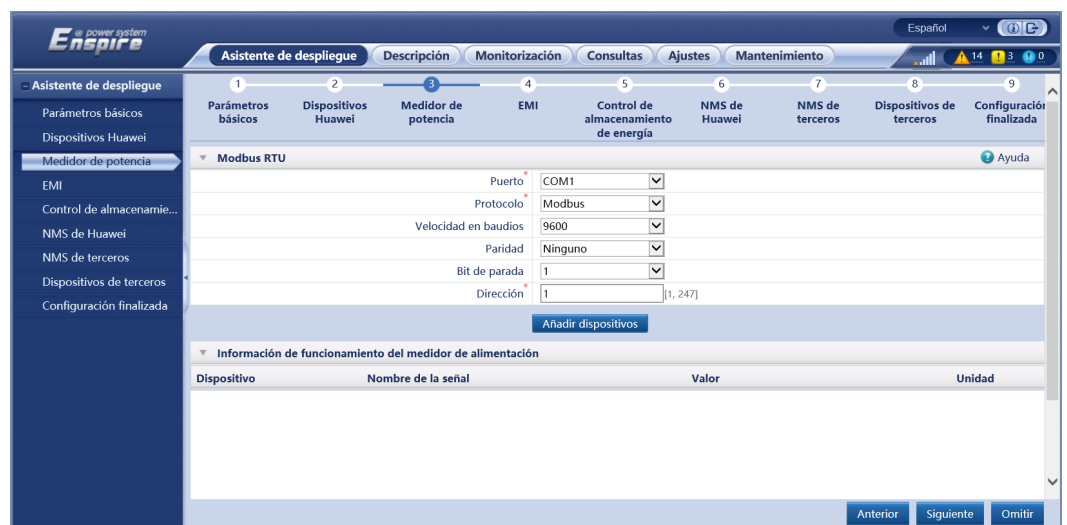 e power system
Enspire
Español
Asistente de despliegue Descripción Monitorización Consultas Ajustes Mantenimiento
14 3 0
Asistente de despliegue
Parámetros básicos
Dispositivos Huawei
Medidor de potencia
EMI
Control de almacenamie...
NMS de Huawei
NMS de terceros
Dispositivos de terceros
Configuración finalizada
1 2 3 4 5 6 7 8 9
Parámetros básicos
Dispositivos Huawei
Medidor de potencia
EMI
Control de almacenamiento de energía
NMS de Huawei
NMS de terceros
Dispositivos de terceros
Configuración finalizada
Modbus RTU
? Ayuda
Puerto* COM1
Protocolo* Modbus
Velocidad en baudios 9600
Paridad Ninguno
Bit de parada 1
Dirección* 1 [1, 247]
Añadir dispositivos
Información de funcionamiento del medidor de alimentación
Dispositivo Nombre de la señal Valor Unidad
Anterior Siguiente Omitir